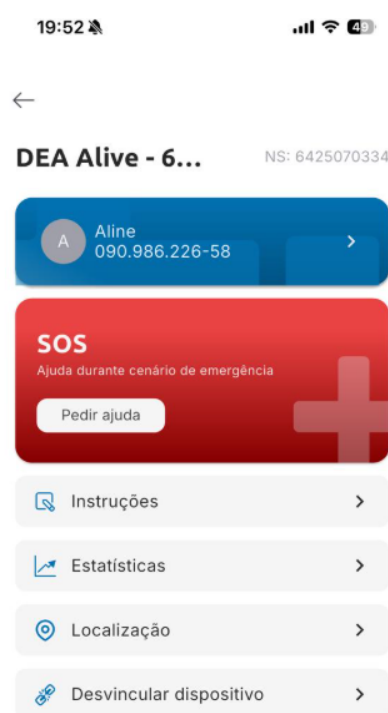 19:52
49
DEA Alive - 6...
NS: 6425070334
A
Aline
090.986.226-58
SOS
Ajuda durante cenário de emergência
Pedir ajuda
Instruções
Estatísticas
Localização
Desvincular dispositivo